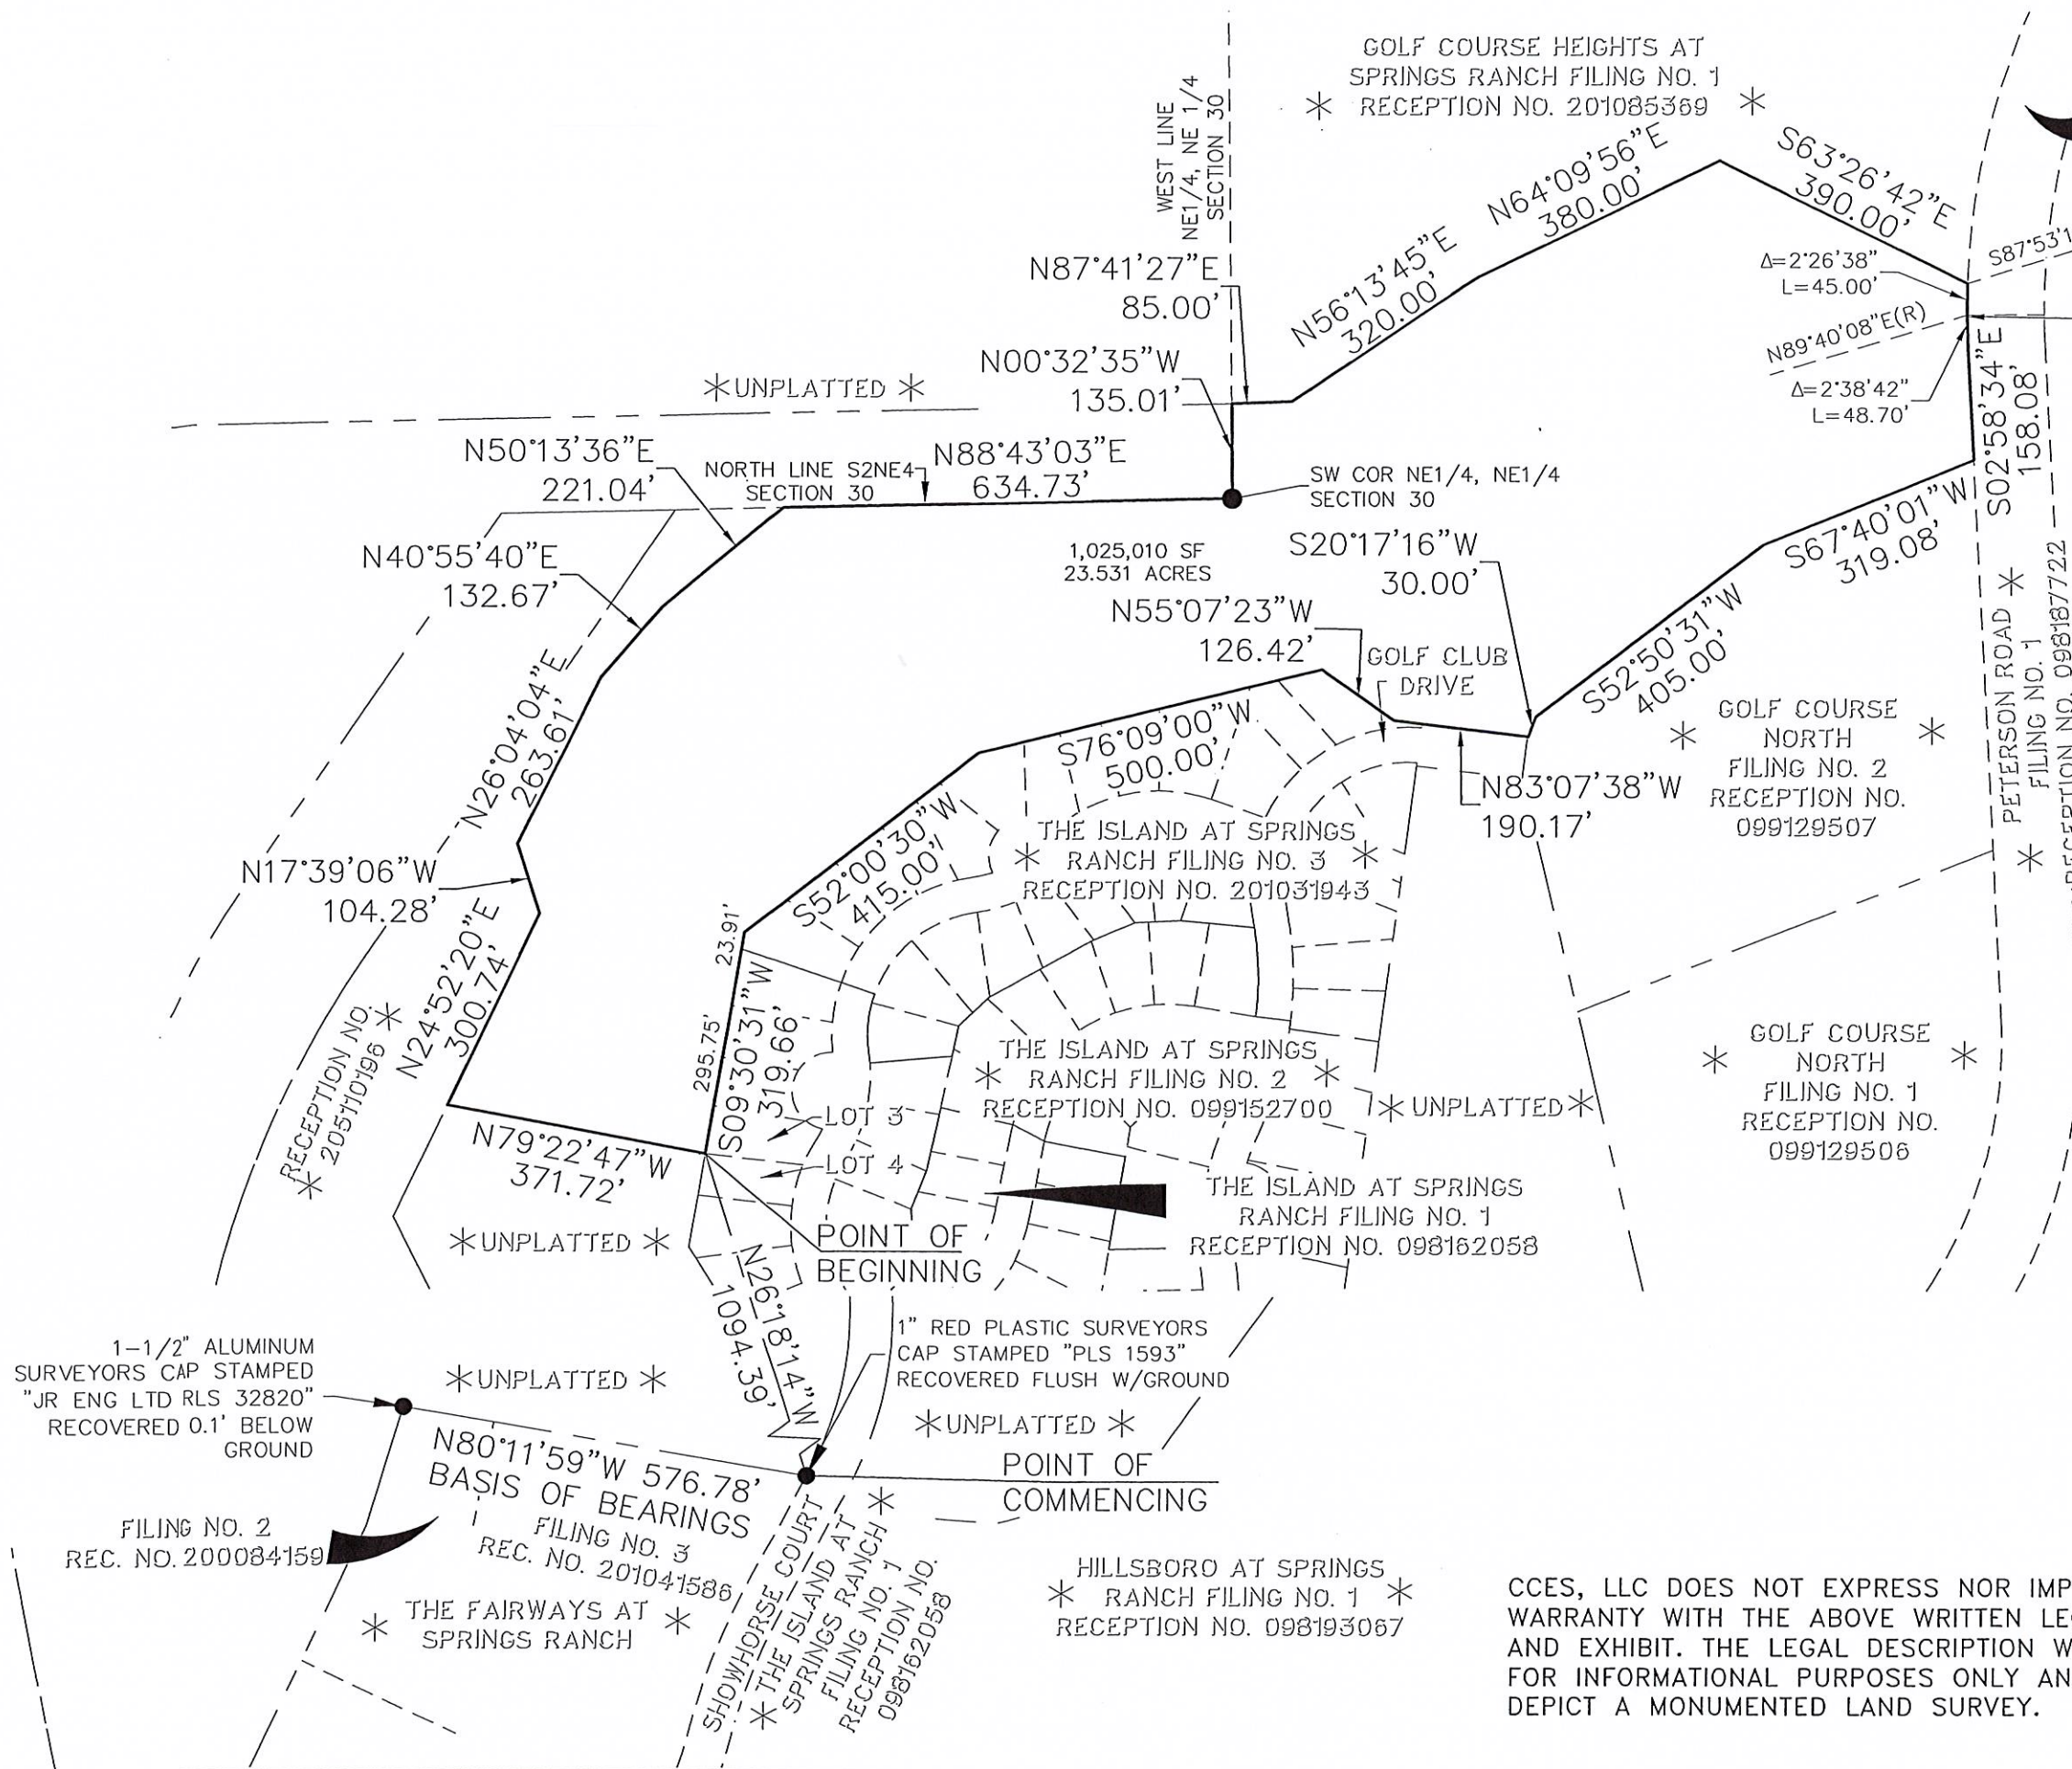 GOLF COURSE HEIGHTS AT
SPRINGS RANCH FILING NO. 1
* RECEPTION NO. 201085369 *
WEST LINE
NE1/4, NE 1/4
SECTION 30
S63°26'42"E
390.00'
N64°09'56"E
380.00'
N56°13'45"E
320.00'
N87°41'27"E
85.00'
N00°32'35"W
135.01'
Δ=2°26'38"
L=45.00'
S87°53'1
N89°40'08"E(R)
Δ=2°38'42"
L=48.70'
S02°58'34"E
158.08'
*UNPLATTED *
N50°13'36"E
221.04'
NORTH LINE S2NE4
SECTION 30
N88°43'03"E
634.73'
SW COR NE1/4, NE1/4
SECTION 30
N40°55'40"E
132.67'
1,025,010 SF
23.531 ACRES
S20°17'16"W
30.00'
S67°40'01"W
319.08'
N55°07'23"W
126.42'
GOLF CLUB
DRIVE
S52°50'31"W
405.00'
PETERSON ROAD *
* FILING NO. 1
RECEPTION NO. 098187722
N26°04'04"E
263.61'
S76°09'00"W
500.00'
N83°07'38"W
190.17'
GOLF COURSE
* NORTH *
FILING NO. 2
RECEPTION NO.
099129507
S52°00'30"W
415.00'
THE ISLAND AT SPRINGS
* RANCH FILING NO. 3 *
RECEPTION NO. 201031943
N17°39'06"W
104.28'
23.91'
N24°52'20"E
300.74'
RECEPTION NO.
* 205110196 *
295.75'
S09°30'31"W
319.66'
THE ISLAND AT SPRINGS
* RANCH FILING NO. 2 *
RECEPTION NO. 099152700
*UNPLATTED*
GOLF COURSE
* NORTH *
FILING NO. 1
RECEPTION NO.
099129506
LOT 3
LOT 4
N79°22'47"W
371.72'
THE ISLAND AT SPRINGS
RANCH FILING NO. 1
RECEPTION NO. 098162058
*UNPLATTED *
POINT OF
BEGINNING
N26°18'14"W
1094.39'
1-1/2" ALUMINUM
SURVEYORS CAP STAMPED
"JR ENG LTD RLS 32820"
RECOVERED 0.1' BELOW
GROUND
*UNPLATTED *
1" RED PLASTIC SURVEYORS
CAP STAMPED "PLS 1593"
RECOVERED FLUSH W/GROUND
*UNPLATTED *
N80°11'59"W 576.78'
BASIS OF BEARINGS
POINT OF
COMMENCING
FILING NO. 2
REC. NO. 200084159
FILING NO. 3
REC. NO. 201041586
* THE FAIRWAYS AT *
SPRINGS RANCH
SHOWHORSE COURT
* THE ISLAND AT
SPRINGS RANCH *
FILING NO. 1
RECEPTION NO.
098162058
HILLSBORO AT SPRINGS
* RANCH FILING NO. 1 *
RECEPTION NO. 098193067
CCES, LLC DOES NOT EXPRESS NOR IMP
WARRANTY WITH THE ABOVE WRITTEN LE
AND EXHIBIT. THE LEGAL DESCRIPTION W
FOR INFORMATIONAL PURPOSES ONLY AN
DEPICT A MONUMENTED LAND SURVEY.